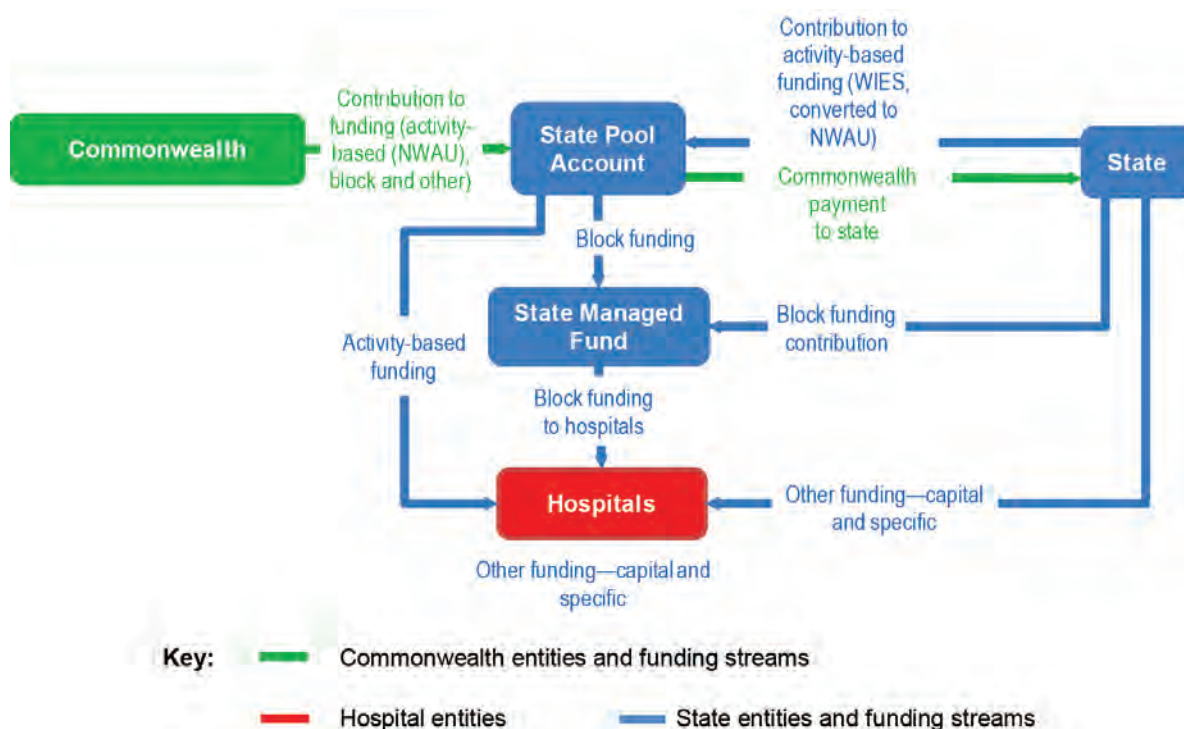 Contribution to
activity-based
funding (WIES,
converted to
NWAU)
Contribution to
funding (activity-
based (NWAU),
block and other)
Commonwealth
State Pool
Account
State
Commonwealth
payment
to state
Block funding
State Managed
Fund
Block funding
contribution
Activity-based
funding
Block funding
to hospitals
Hospitals
Other funding—capital
and specific
Other funding—capital and
specific
Key:
Commonwealth entities and funding streams
Hospital entities
State entities and funding streams